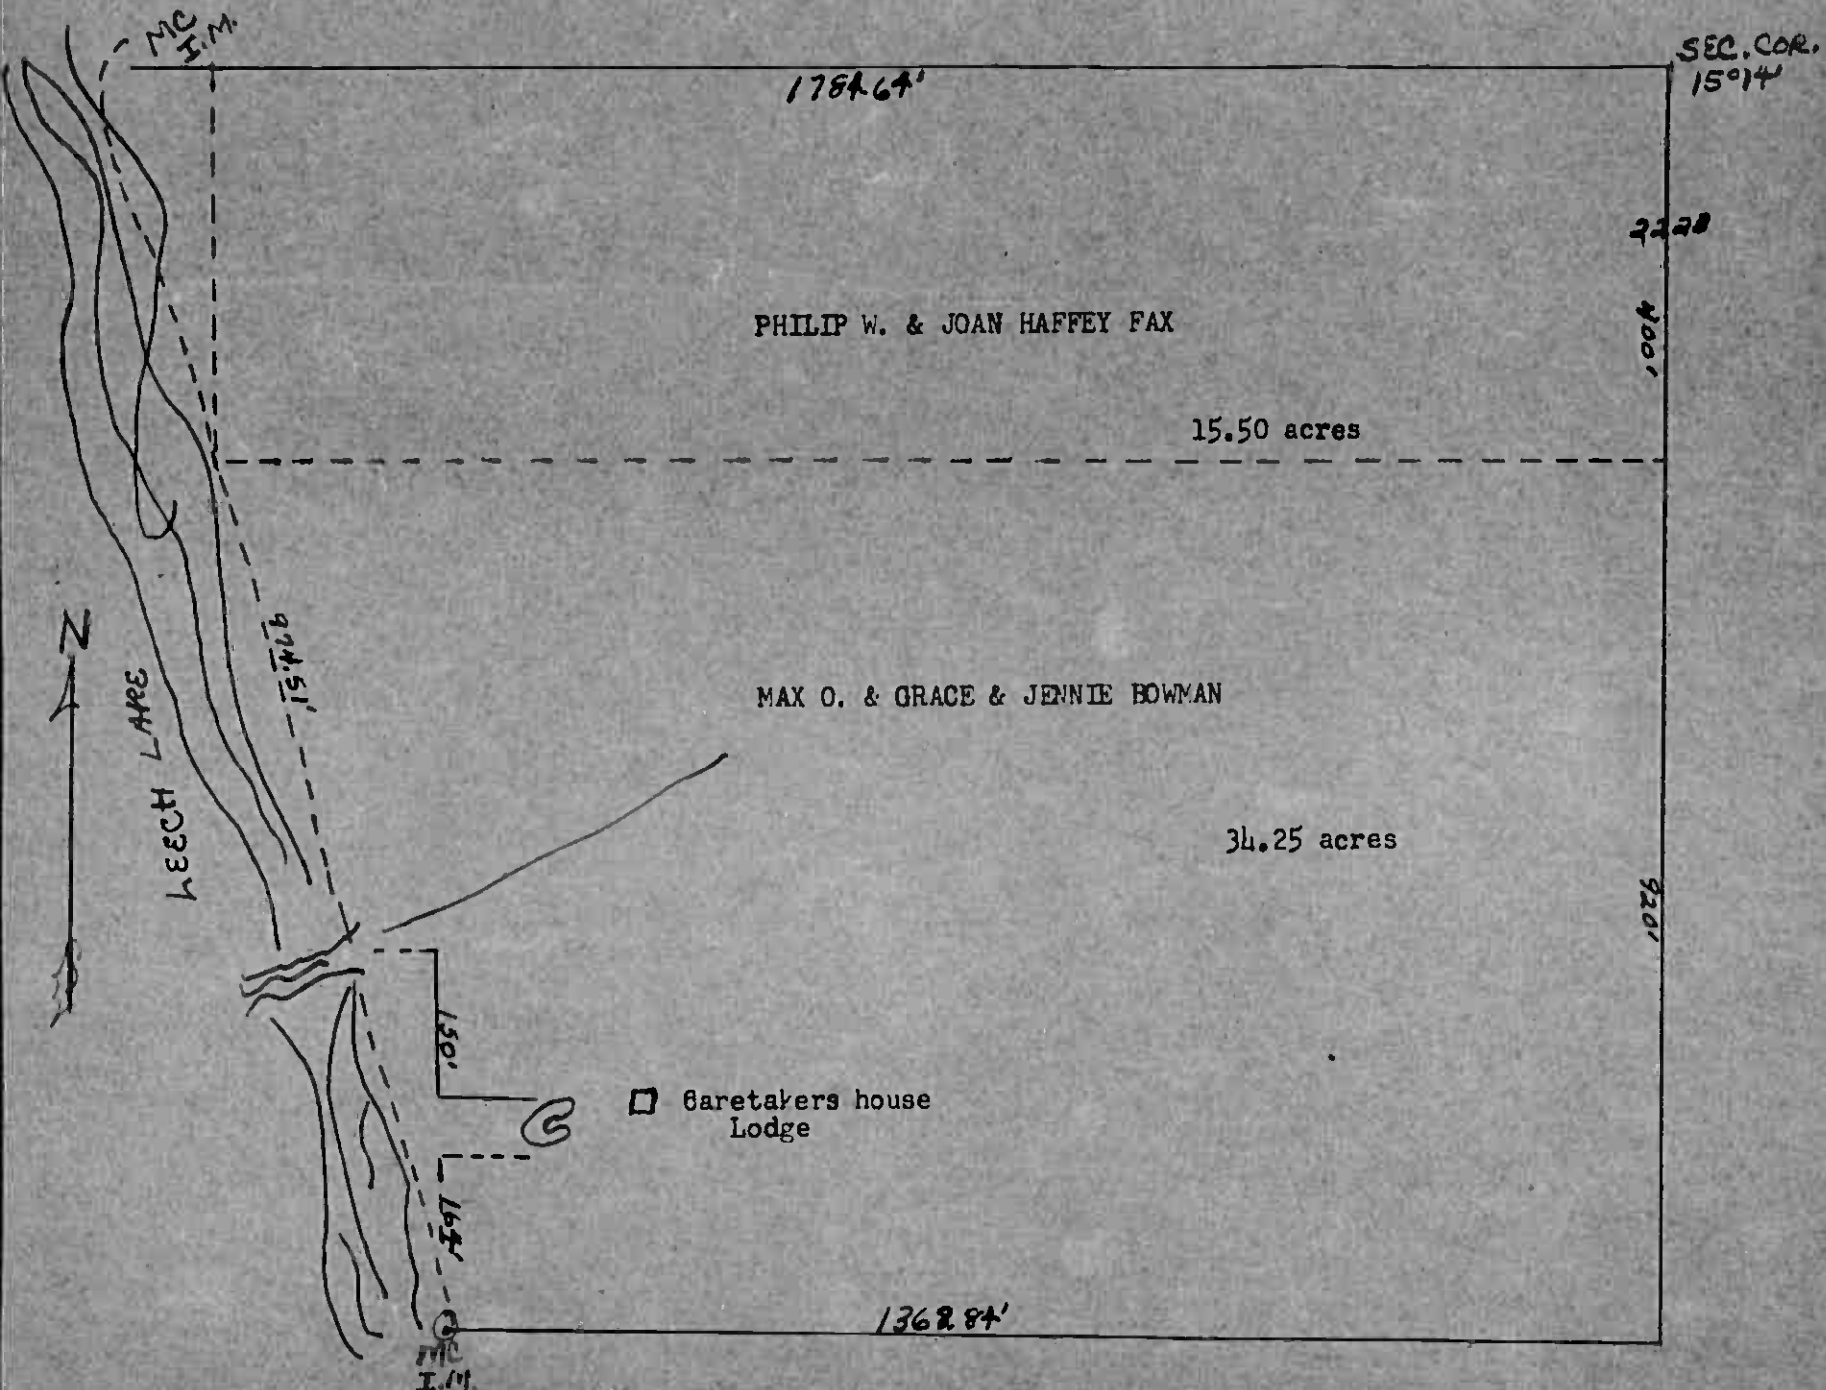 MC
I.M.
SEC. COR.
15°14'
1784.64'
2228
PHILIP W. & JOAN HAFFEY FAX
400'
15.50 acres
N
974.51'
LEECH LAKE
MAX O. & GRACE & JENNIE BOWMAN
34.25 acres
920'
150'
Caretakers house
Lodge
164'
1362 84'
MC
I.M.